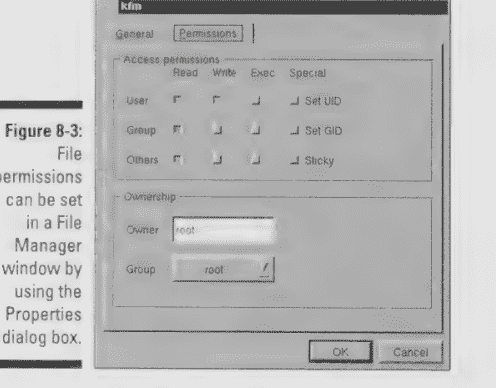 kfm
General Permissions
Access permissions
Read Write Exec Special
User Set UID
Group Set GID
Others Sticky
Ownership
Owner root
Group root
OK Cancel
Figure 8-3:
File
permissions
can be set
in a File
Manager
window by
using the
Properties
dialog box.